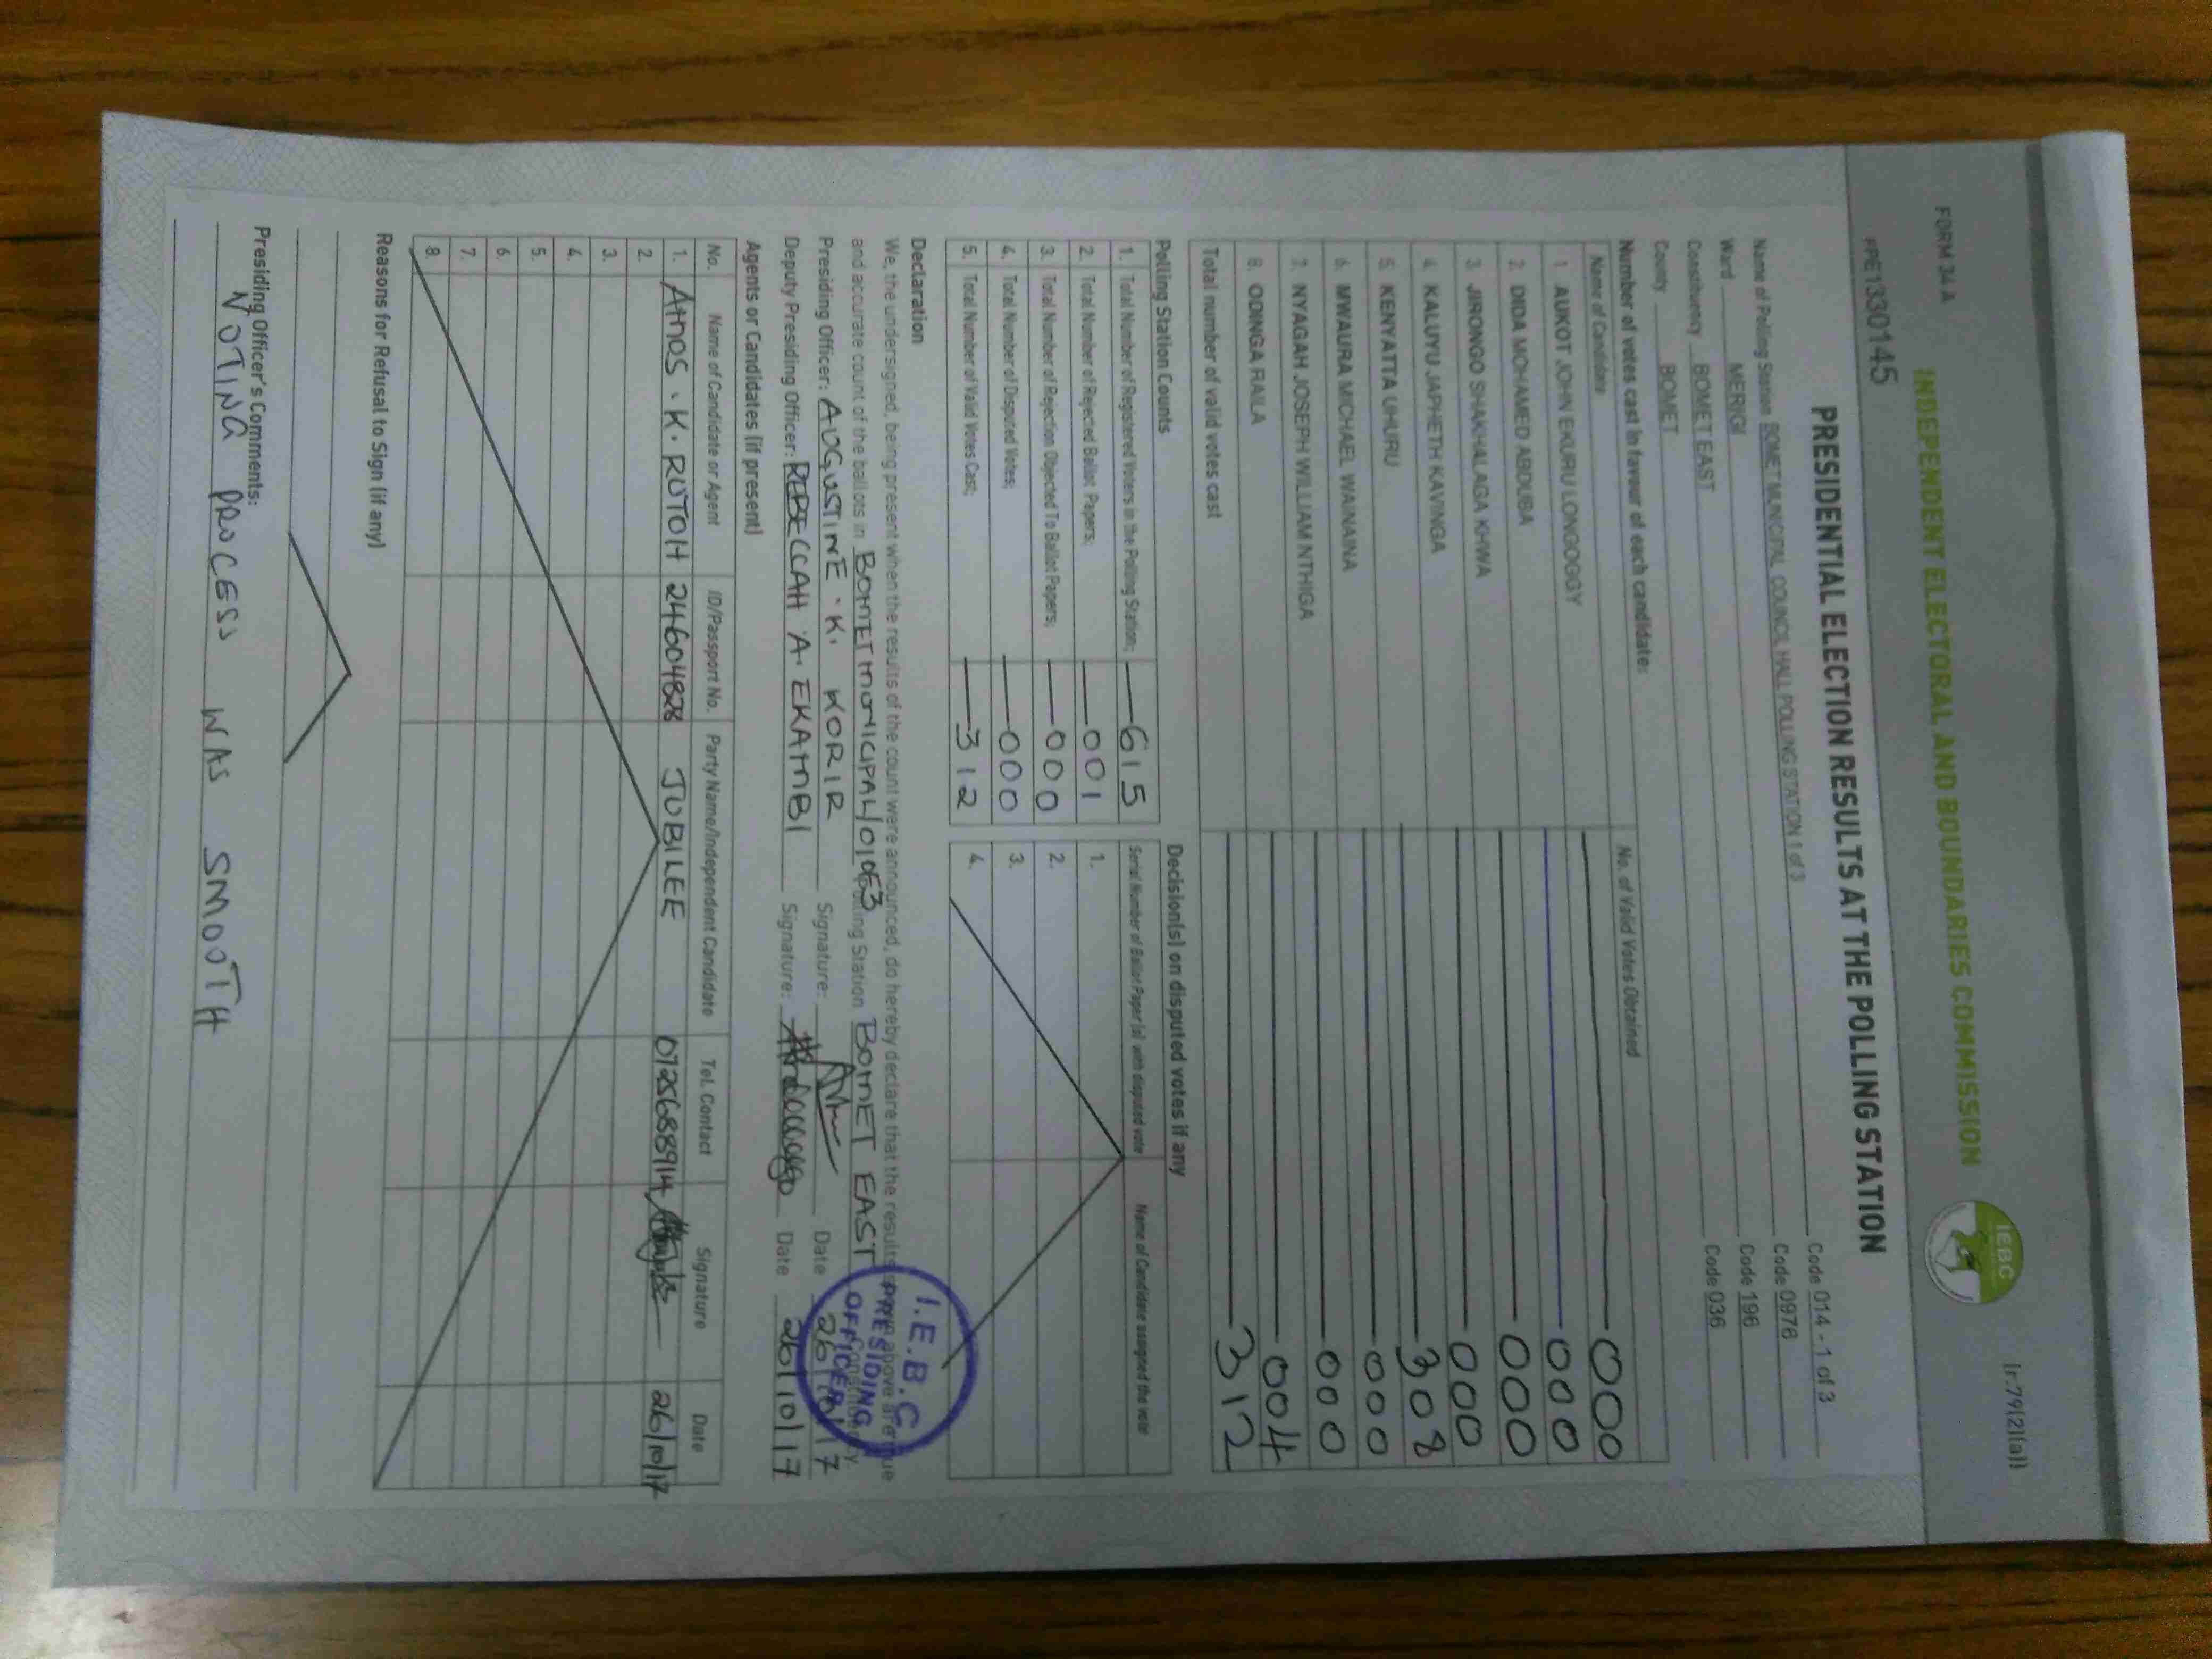 FORM 34 A
(r.79(2)(a))
INDEPENDENT ELECTORAL AND BOUNDARIES COMMISSION
IEBC
PPE1330145
PRESIDENTIAL ELECTION RESULTS AT THE POLLING STATION
Name of Polling Station BOMET MUNICIPAL COUNCIL HALL POLLING STATION 1 of 3 Code 014 - 1 of 3
Ward MERIGI Code 0976
Constituency BOMET EAST Code 196
County BOMET Code 036
Number of votes cast in favour of each candidate:
Name of Candidate No. of Valid Votes Obtained
1. AUKOT JOHN EKURU LONGOGGY 000
2. DIDA MOHAMED ABDUBA 000
3. JIRONGO SHAKHALAGA KHWA 000
4. KALUYU JAPHETH KAVINGA 000
5. KENYATTA UHURU 308
6. MWAURA MICHAEL WAINAINA 000
7. NYAGAH JOSEPH WILLIAM NTHIGA 000
8. ODINGA RAILA 004
Total number of valid votes cast 312
Polling Station Counts
1. Total Number of Registered Voters in the Polling Station; 615
2. Total Number of Rejected Ballot Papers; 001
3. Total Number of Rejection Objected To Ballot Papers; 000
4. Total Number of Disputed Votes; 000
5. Total Number of Valid Votes Cast; 312
Decision(s) on disputed votes if any
Serial Number of Ballot Paper (s) with disputed vote Name of Candidate assigned the vote
1.
2.
3.
4.
Declaration
We, the undersigned, being present when the results of the count were announced, do hereby declare that the results shown above are true
and accurate count of the ballots in BOMET MUNICIPAL/01OF3 Polling Station BOMET EAST Constituency.
Presiding Officer: AUGUSTINE . K. KORIR Signature: Date 26/10/17
Deputy Presiding Officer: REBECCAH A. EKAMBI Signature: Date 26/10/17
I.E.B.C
PRESIDING
OFFICER
Agents or Candidates (if present)
No. Name of Candidate or Agent ID/Passport No. Party Name/Independent Candidate Tel. Contact Signature Date
1. AMOS . K. RUTOH 24604828 JUBILEE 0725688914 26/10/17
2.
3.
4.
5.
6.
7.
8.
Reasons for Refusal to Sign (if any)
Presiding Officer's Comments:
VOTING PROCESS WAS SMOOTH